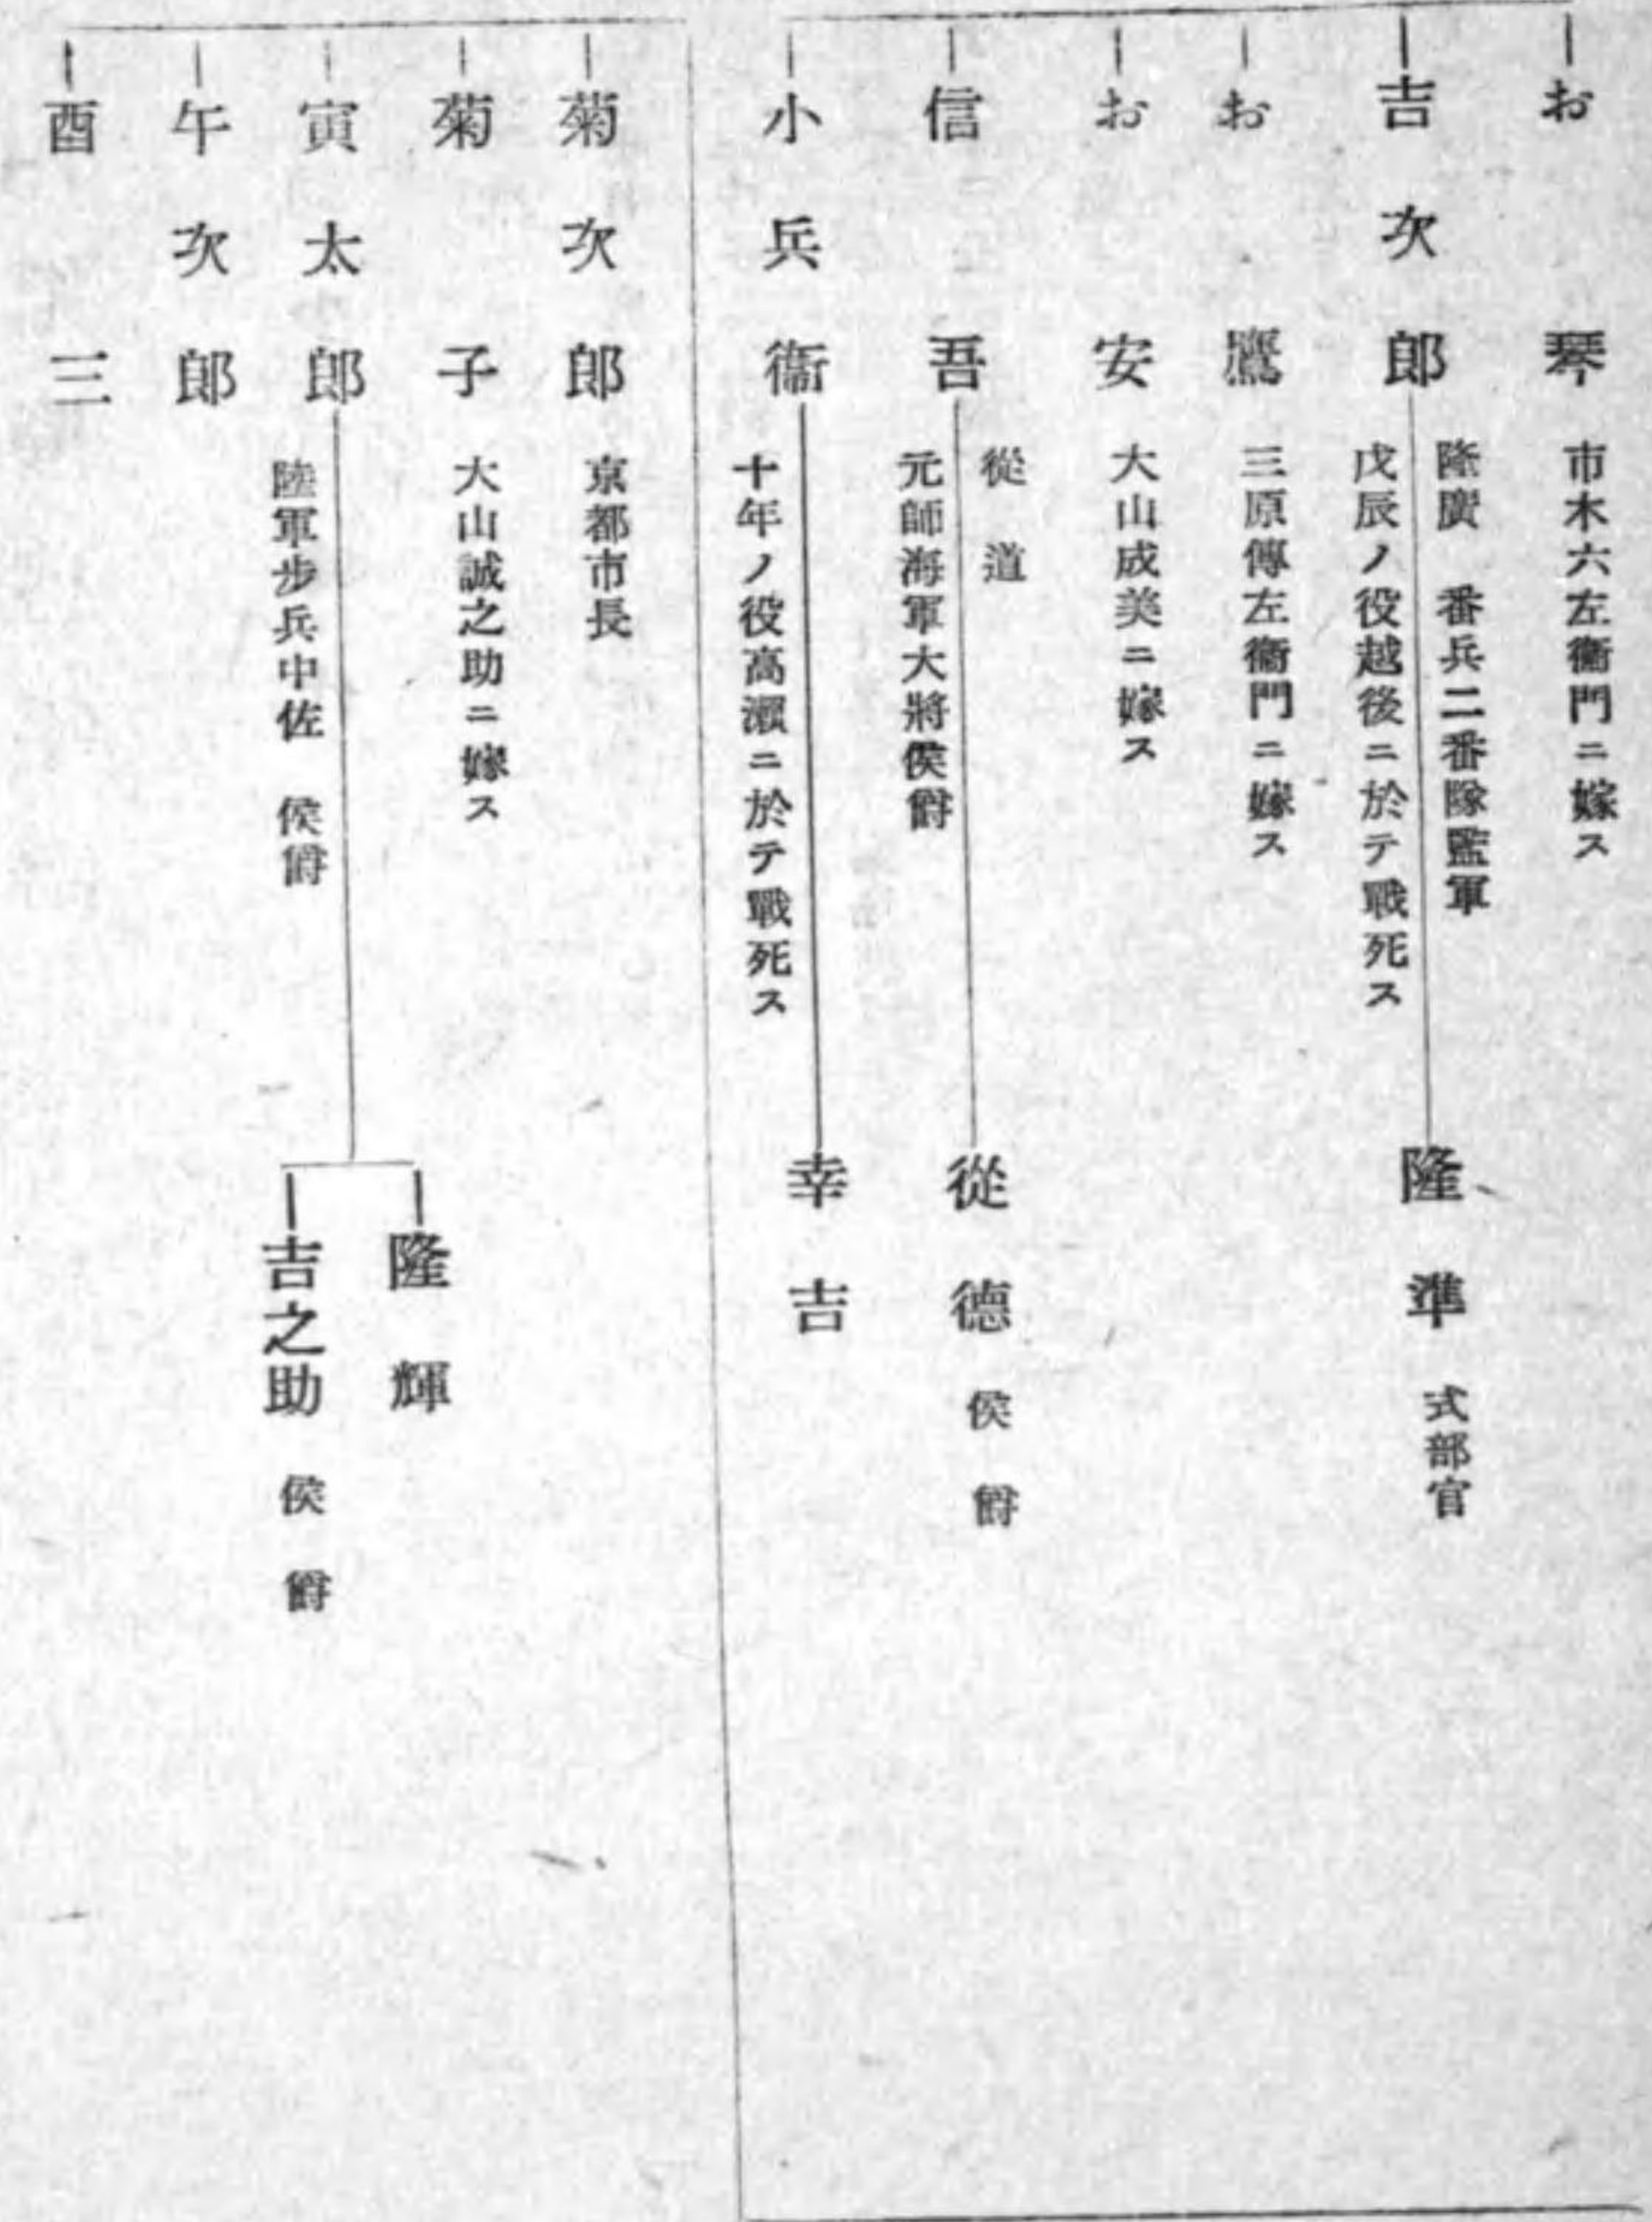 お琴 市木六左衞門ニ嫁ス
吉次郎
隆廣 番兵二番隊監軍
戊辰ノ役越後ニ於テ戰死ス
隆準 式部官
お鷹 三原傳左衞門ニ嫁ス
お安 大山成美ニ嫁ス
信吾
從道
元師海軍大將侯爵
從德 侯爵
小兵衞
十年ノ役高瀨ニ於テ戰死ス
幸吉
菊次郎 京都市長
菊子 大山誠之助ニ嫁ス
寅太郎
陸軍步兵中佐 侯爵
隆輝
吉之助 侯爵
午次郎
酉三